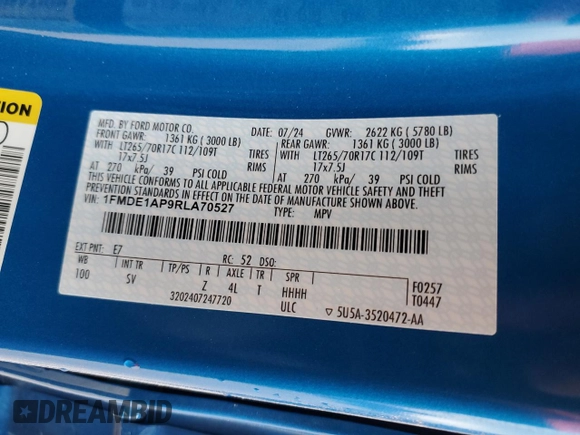 TION
MFD. BY FORD MOTOR CO.
07/24 GVWR: 2622 KG ( 5780 LB)
FRONT GAWR: 1361 KG ( 3000 LB)
REAR GAWR: 1361 KG ( 3000 LB)
WITH LT265/70R17C 112/109T TIRES
WITH LT265/70R17C 112/109T TIRES
17x7.5J RIMS
17x7.5J RIMS
AT 270 kPa/ 39 PSI COLD
AT 270 kPa/ 39 PSI COLD
THIS VEHICLE CONFORMS TO ALL APPLICABLE FEDERAL MOTOR VEHICLE SAFETY AND THEFT
PREVENTION STANDARDS IN EFFECT ON THE DATE OF MANUFACTURE SHOWN ABOVE.
VIN: 1FMDE1AP9RLA70527
TYPE: MPV
EXT PNT: E7 RC: 52 DSO:
WB INT TR TP/PS R AXLE TR SPR
100 SV Z 4L T HHHH
3202407247720 ULC
F0257
T0447
5U5A-3520472-AA
DREAMBID